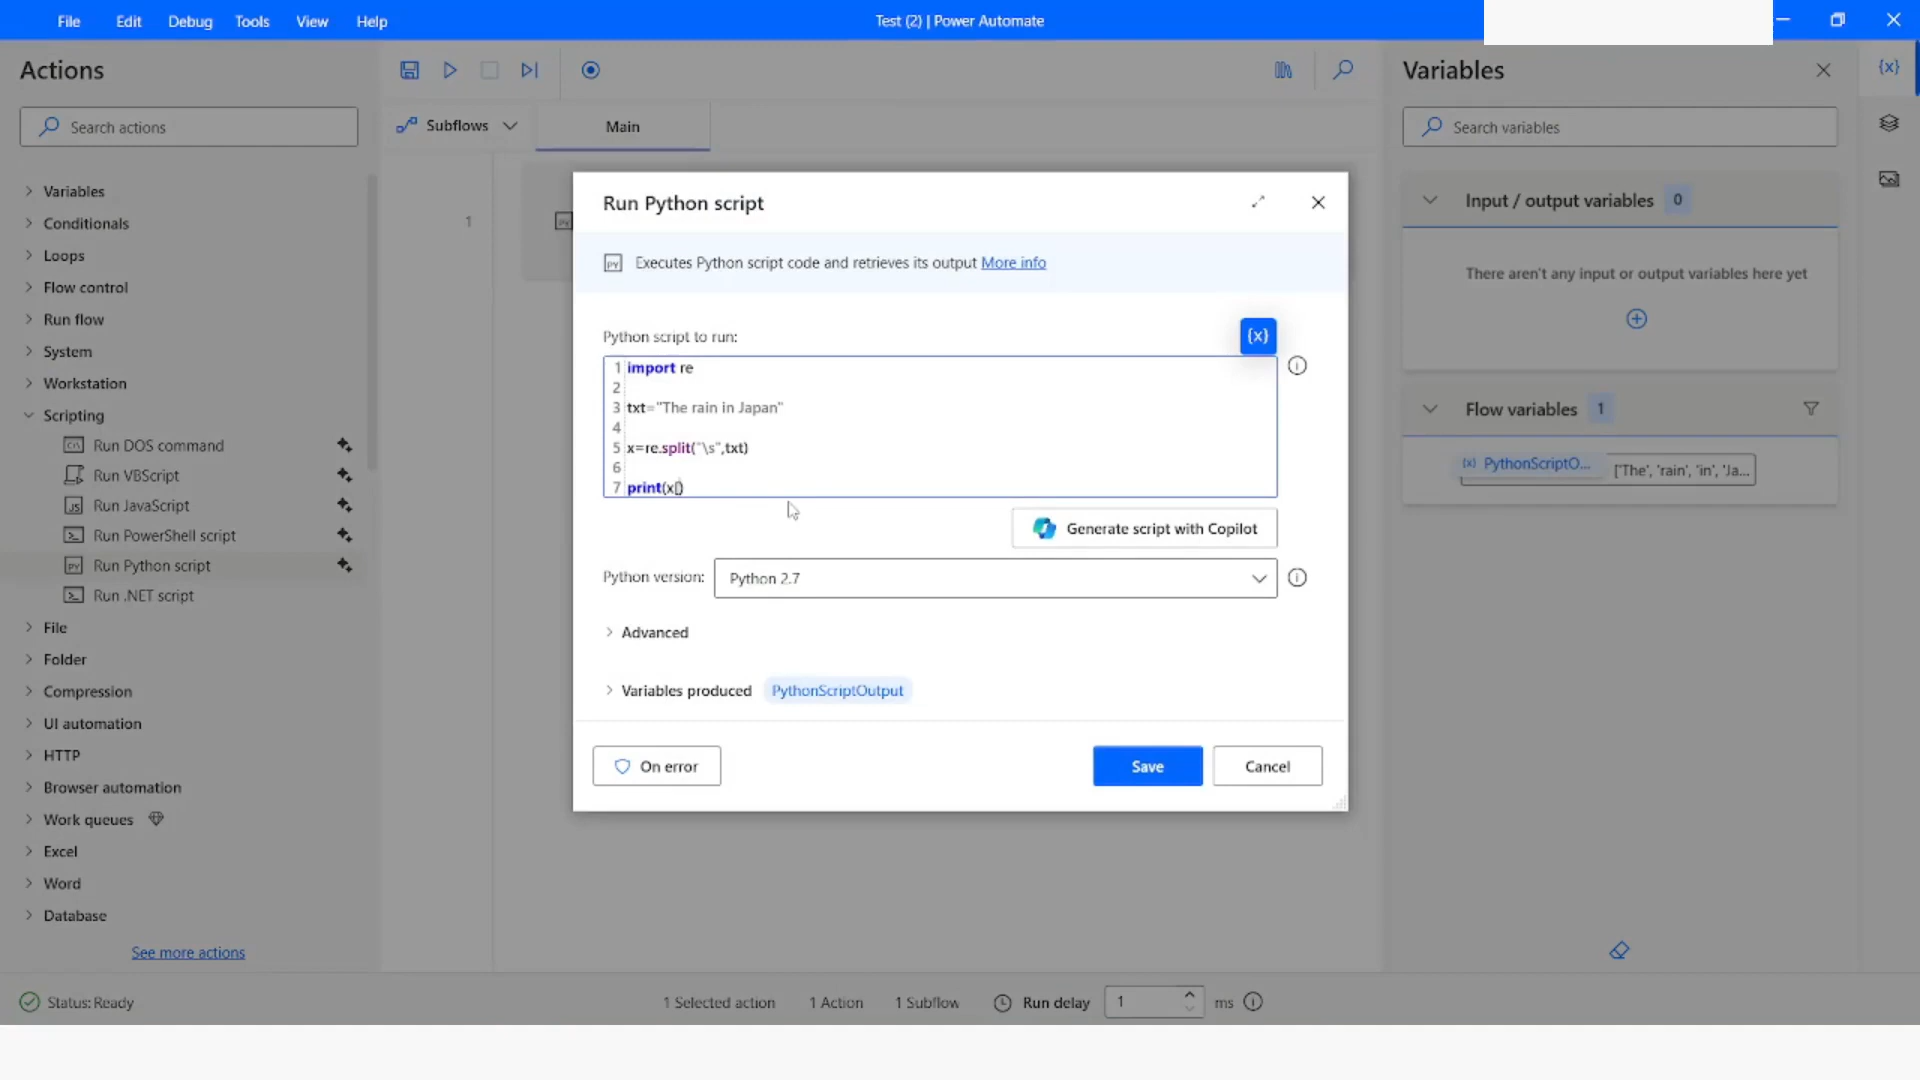 File Edit Debug Tools View Help
Test (2) | Power Automate
Actions
Search actions
Variables
Conditionals
Loops
Flow control
Run flow
System
Workstation
Scripting
Run DOS command
Run VBScript
Run JavaScript
Run PowerShell script
Run Python script
Run .NET script
File
Folder
Compression
UI automation
HTTP
Browser automation
Work queues
Excel
Word
Database
See more actions
Subflows
Main
1
Run Python script
Executes Python script code and retrieves its output More info
Python script to run:
{x}
1 import re
2
3 txt="The rain in Japan"
4
5 x=re.split("\s",txt)
6
7 print(x[)
Generate script with Copilot
Python version: Python 2.7
Advanced
Variables produced PythonScriptOutput
On error
Save
Cancel
Variables
{x}
Search variables
Input / output variables 0
There aren't any input or output variables here yet
Flow variables 1
{x} PythonScriptO... ['The', 'rain', 'in', 'Ja...
Status: Ready
1 Selected action
1 Action
1 Subflow
Run delay 1 ms